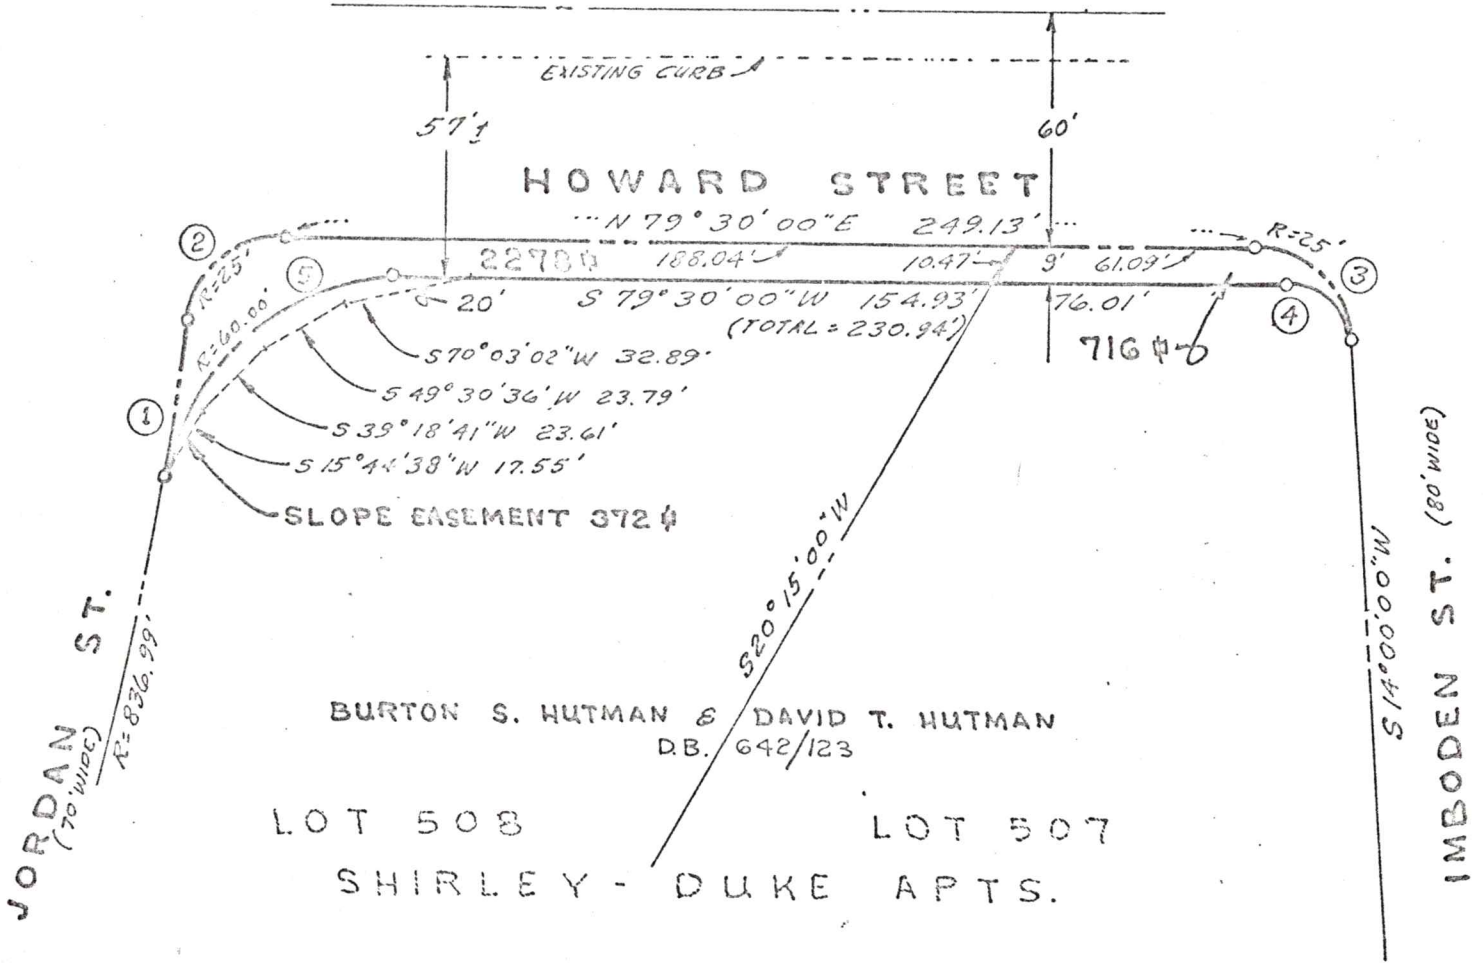 EXISTING CURB
57'±
60'
HOWARD STREET
N 79° 30' 00" E 249.13'
② R=25'
⑤ R=60.00'
2278⌀ 188.04' 10.47' 9' 61.09'
R=25' ③
20' S 79° 30' 00" W 154.93' 76.01'
(TOTAL = 230.94')
④
716⌀
S 70° 03' 02" W 32.89'
S 49° 30' 36" W 23.79'
①
S 39° 18' 41" W 23.61'
S 15° 44' 38" W 17.55'
SLOPE EASEMENT 372⌀
S 20° 15' 00" W
JORDAN ST.
(70' WIDE)
R=836.99'
IMBODEN ST. (80' WIDE)
S 14° 00' 00" W
BURTON S. HUTMAN & DAVID T. HUTMAN
D.B. 642/123
LOT 508
LOT 507
SHIRLEY - DUKE APTS.